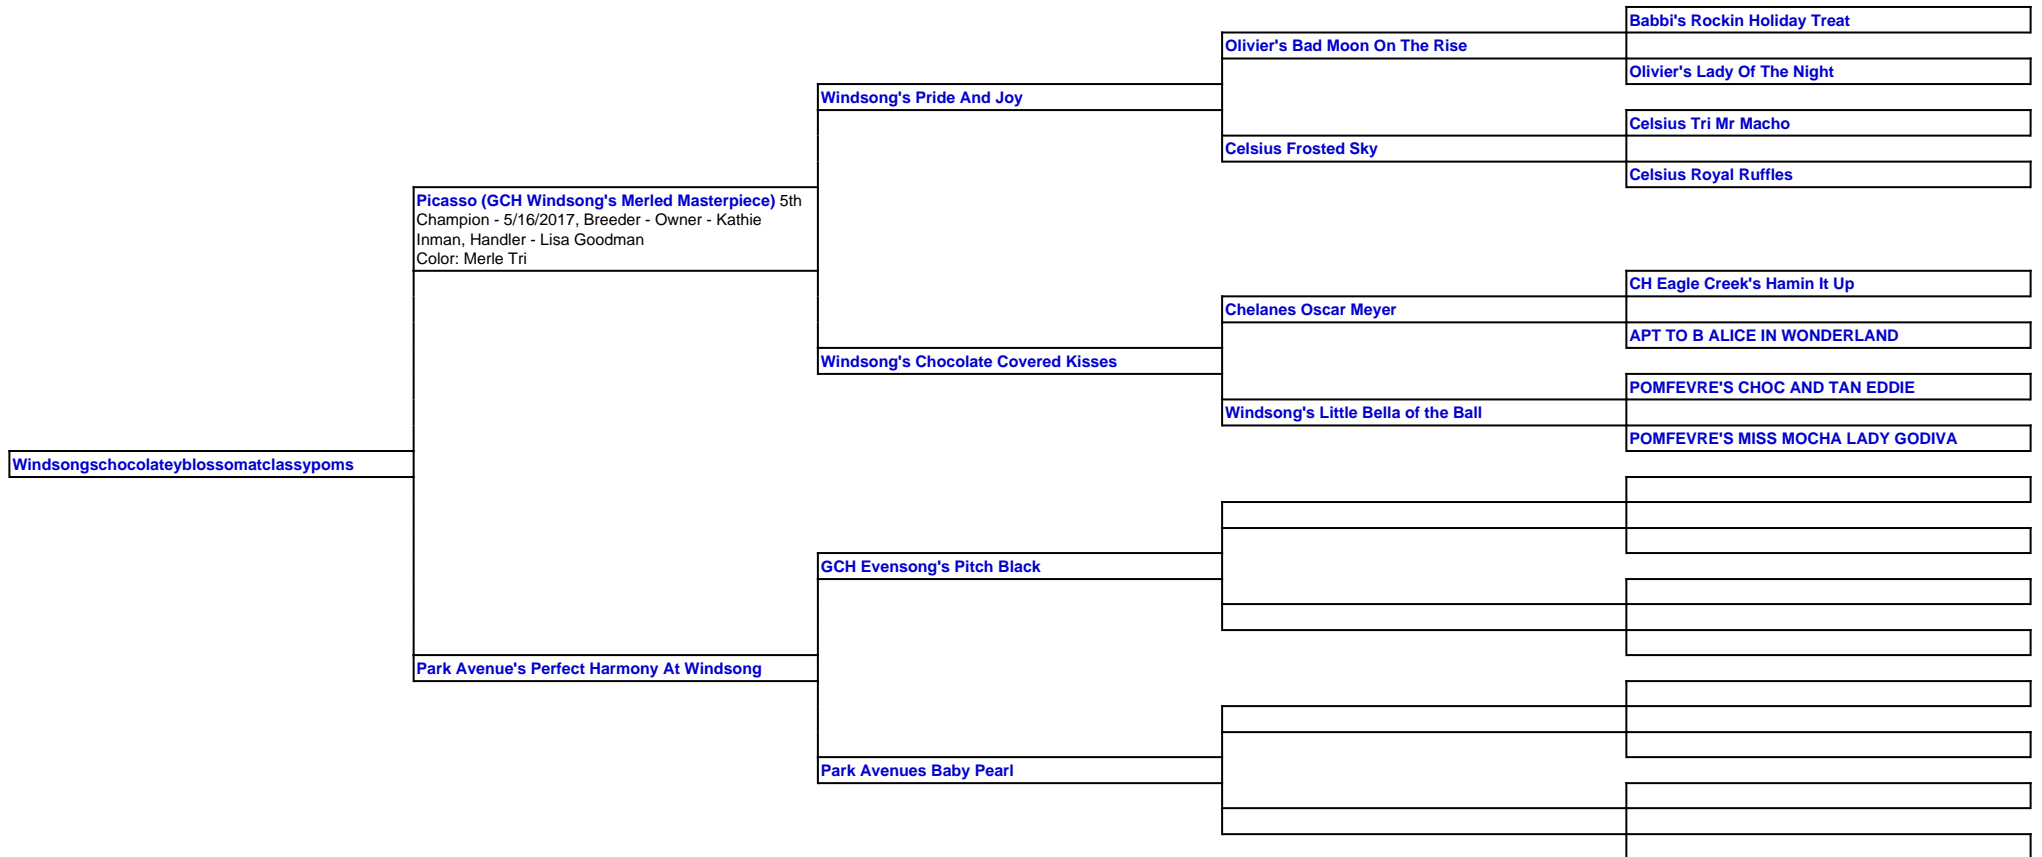 Babbi's Rockin Holiday Treat
Olivier's Bad Moon On The Rise
Olivier's Lady Of The Night
Windsong's Pride And Joy
Celsius Tri Mr Macho
Celsius Frosted Sky
Celsius Royal Ruffles
Picasso (GCH Windsong's Merled Masterpiece) 5th
Champion - 5/16/2017, Breeder - Owner - Kathie
Inman, Handler - Lisa Goodman
Color: Merle Tri
CH Eagle Creek's Hamin It Up
Chelanes Oscar Meyer
APT TO B ALICE IN WONDERLAND
Windsong's Chocolate Covered Kisses
POMFEVRE'S CHOC AND TAN EDDIE
Windsong's Little Bella of the Ball
POMFEVRE'S MISS MOCHA LADY GODIVA
Windsongschocolateyblossomatclassypoms
GCH Evensong's Pitch Black
Park Avenue's Perfect Harmony At Windsong
Park Avenues Baby Pearl